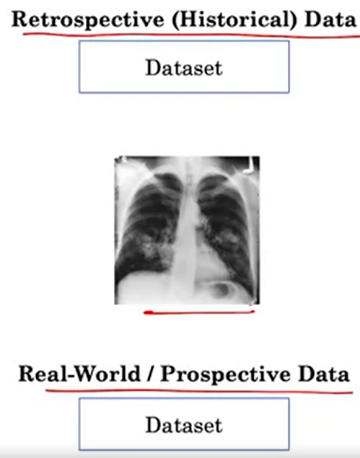 Retrospective (Historical) Data
Dataset
Real-World / Prospective Data
Dataset